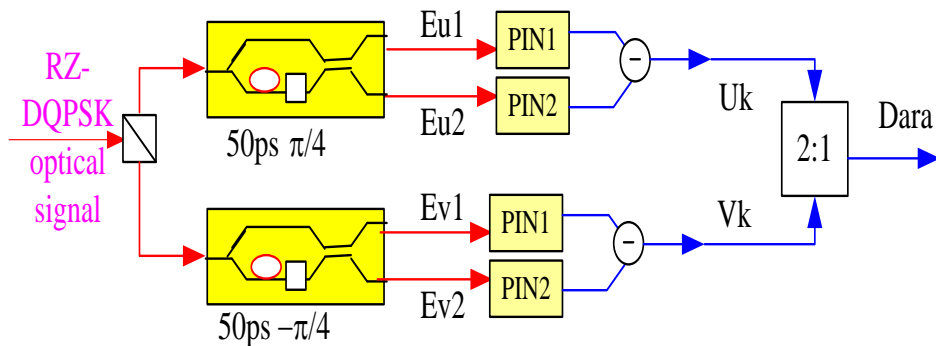 RZ-
DQPSK
optical
signal
Eu1
Eu2
50ps π/4
PIN1
PIN2
-
Uk
Ev1
Ev2
50ps –π/4
PIN1
PIN2
-
Vk
2:1
Dara